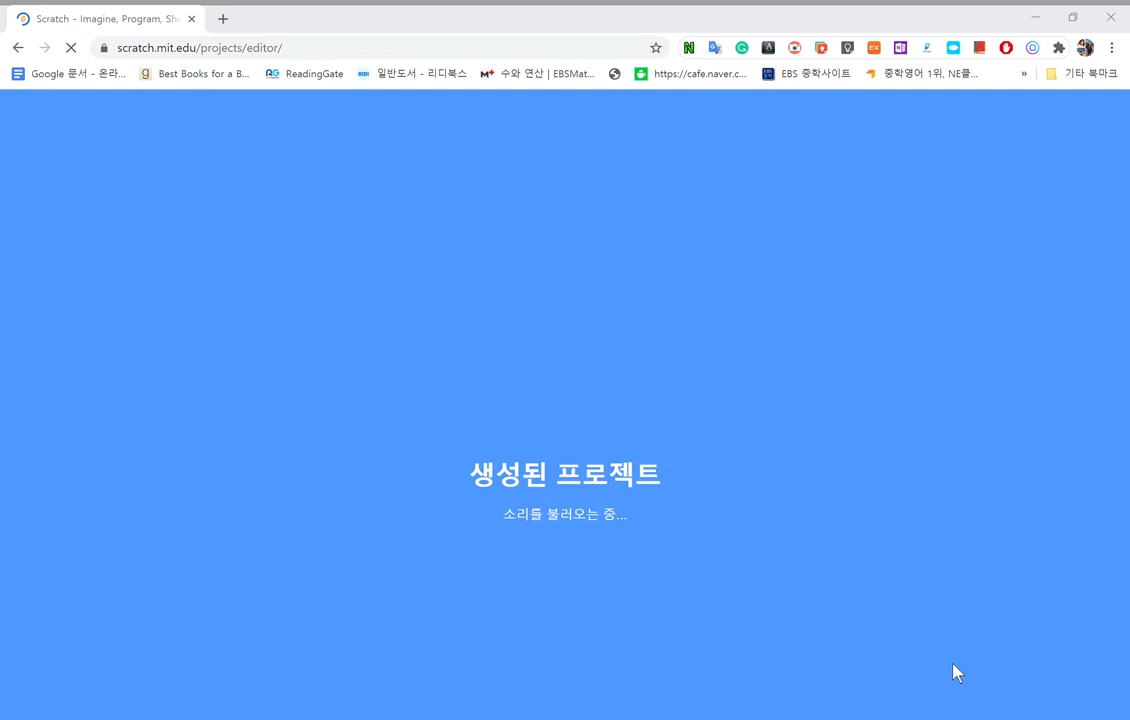 Scratch - Imagine, Program, Sha
scratch.mit.edu/projects/editor/
Google 문서 - 온라... Best Books for a B... ReadingGate RIDI 일반도서 - 리디북스 수와 연산 | EBSMat... https://cafe.naver.c... EBS 중학사이트 중학영어 1위, NE클... » 기타 북마크
생성된 프로젝트
소리를 불러오는 중...